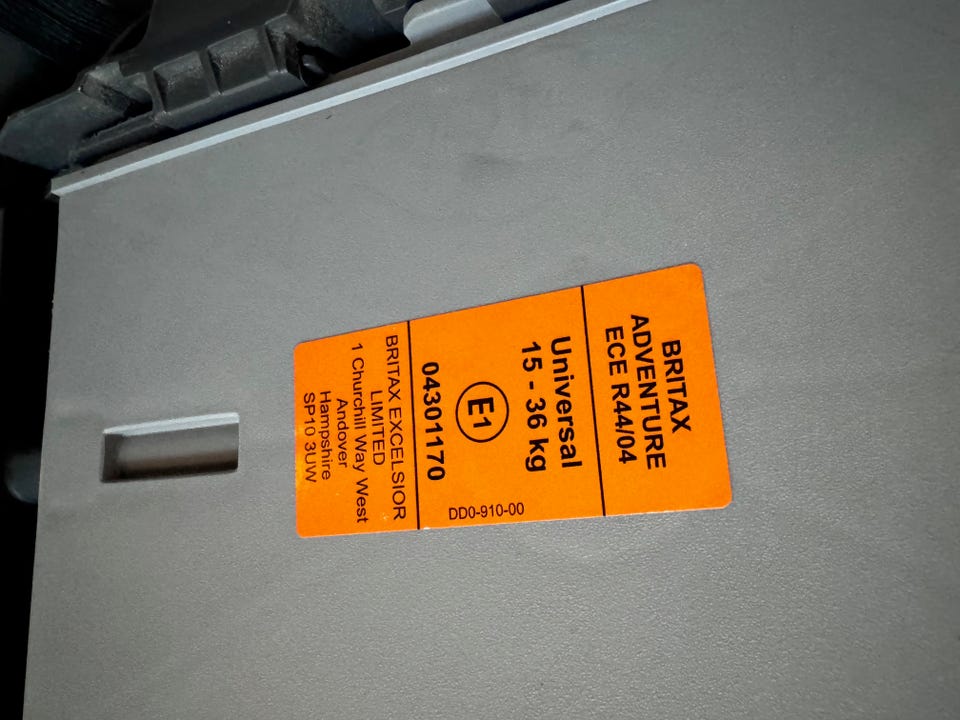 BRITAX
ADVENTURE
ECE R44/04
Universal
15 - 36 kg
E1
04301170
DD0-910-00
BRITAX EXCELSIOR
LIMITED
1 Churchill Way West
Andover
Hampshire
SP10 3UW